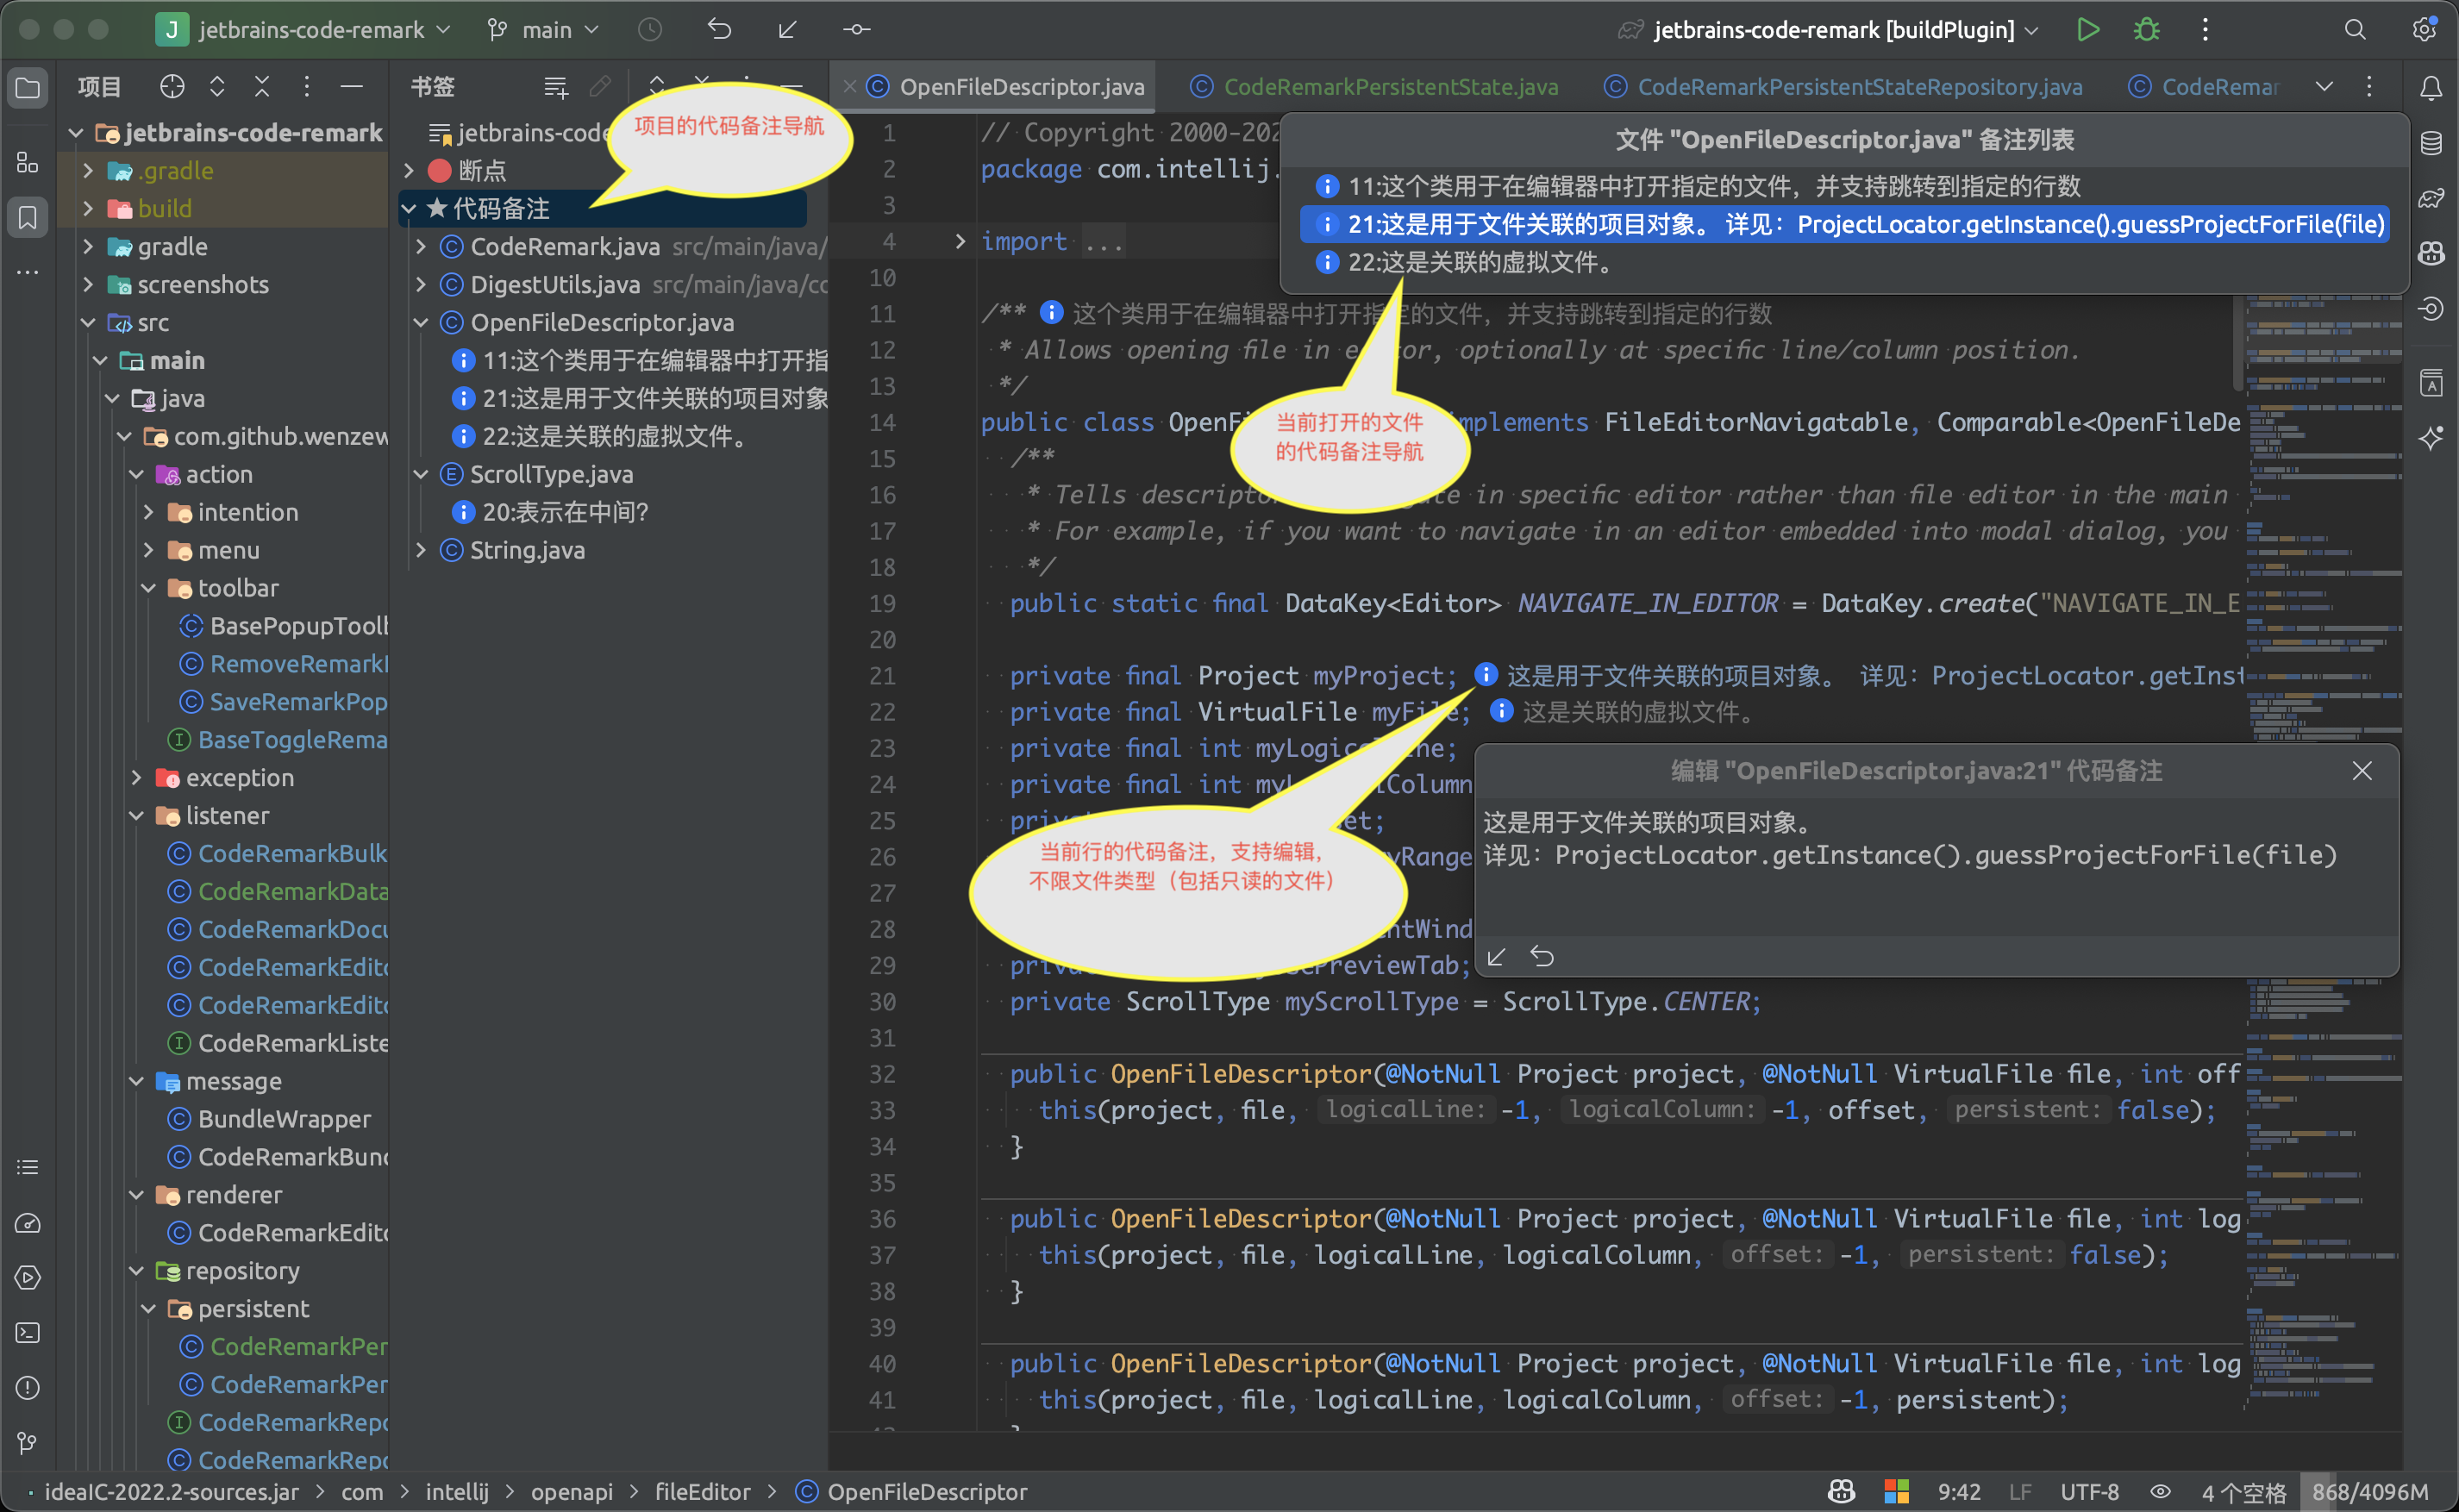 J jetbrains-code-remark
main
jetbrains-code-remark [buildPlugin]
项目
jetbrains-code-remark
.gradle
build
gradle
screenshots
src
main
java
com.github.wenzew
action
intention
menu
toolbar
BasePopupToolb
RemoveRemark
SaveRemarkPop
BaseToggleRema
exception
listener
CodeRemarkBulk
CodeRemarkData
CodeRemarkDocu
CodeRemarkEdito
CodeRemarkEdito
CodeRemarkListe
message
BundleWrapper
CodeRemarkBund
renderer
CodeRemarkEdito
repository
persistent
CodeRemarkPer
CodeRemarkPer
CodeRemarkRepo
CodeRemarkRepo
书签
jetbrains-code
断点
代码备注
CodeRemark.java src/main/java/
DigestUtils.java src/main/java/co
OpenFileDescriptor.java
11:这个类用于在编辑器中打开指
21:这是用于文件关联的项目对象
22:这是关联的虚拟文件。
ScrollType.java
20:表示在中间?
String.java
项目的代码备注导航
OpenFileDescriptor.java
CodeRemarkPersistentState.java
CodeRemarkPersistentStateRepository.java
CodeRemar
1 // Copyright 2000-202
2 package com.intellij.
3
4 import ...
10
11 /** 这个类用于在编辑器中打开指定的文件，并支持跳转到指定的行数
12 * Allows opening file in editor, optionally at specific line/column position.
13 */
14 public class OpenFi mplements FileEditorNavigatable, Comparable<OpenFileDe
15 /**
16 * Tells descripto te in specific editor rather than file editor in the main
17 * For example, if you want to navigate in an editor embedded into modal dialog, you
18 */
19 public static final DataKey<Editor> NAVIGATE_IN_EDITOR = DataKey.create("NAVIGATE_IN_E
20
21 private final Project myProject; 这是用于文件关联的项目对象。 详见：ProjectLocator.getInst
22 private final VirtualFile myFile; 这是关联的虚拟文件。
23 private final int myLogicalLine;
24 private final int myL lColumn
25 priv et;
26 yRange
27
28 ntWind
29 priv ePreviewTab;
30 private ScrollType myScrollType = ScrollType.CENTER;
31
32 public OpenFileDescriptor(@NotNull Project project, @NotNull VirtualFile file, int off
33 this(project, file, logicalLine: -1, logicalColumn: -1, offset, persistent: false);
34 }
35
36 public OpenFileDescriptor(@NotNull Project project, @NotNull VirtualFile file, int log
37 this(project, file, logicalLine, logicalColumn, offset: -1, persistent: false);
38 }
39
40 public OpenFileDescriptor(@NotNull Project project, @NotNull VirtualFile file, int log
41 this(project, file, logicalLine, logicalColumn, offset: -1, persistent);
文件 "OpenFileDescriptor.java" 备注列表
11:这个类用于在编辑器中打开指定的文件，并支持跳转到指定的行数
21:这是用于文件关联的项目对象。 详见：ProjectLocator.getInstance().guessProjectForFile(file)
22:这是关联的虚拟文件。
当前打开的文件
的代码备注导航
当前行的代码备注，支持编辑，
不限文件类型（包括只读的文件）
编辑 "OpenFileDescriptor.java:21" 代码备注
这是用于文件关联的项目对象。
详见：ProjectLocator.getInstance().guessProjectForFile(file)
ideaIC-2022.2-sources.jar > com > intellij > openapi > fileEditor > OpenFileDescriptor
9:42 LF UTF-8 4 个空格 868/4096M